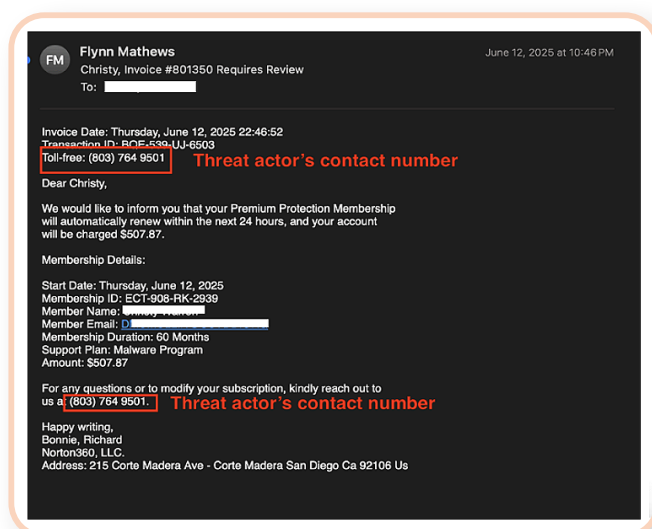 FM
Flynn Mathews
June 12, 2025 at 10:46 PM
Christy, Invoice #801350 Requires Review
To:
Invoice Date: Thursday, June 12, 2025 22:46:52
Transaction ID: BQE-539-UJ-6503
Toll-free: (803) 764 9501
Threat actor's contact number
Dear Christy,
We would like to inform you that your Premium Protection Membership
will automatically renew within the next 24 hours, and your account
will be charged $507.87.
Membership Details:
Start Date: Thursday, June 12, 2025
Membership ID: ECT-908-RK-2939
Member Name:
Member Email:
Membership Duration: 60 Months
Support Plan: Malware Program
Amount: $507.87
For any questions or to modify your subscription, kindly reach out to
us at (803) 764 9501.
Threat actor's contact number
Happy writing,
Bonnie, Richard
Norton360, LLC.
Address: 215 Corte Madera Ave - Corte Madera San Diego Ca 92106 Us